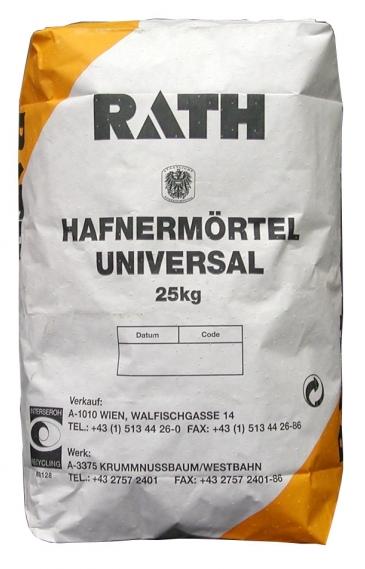 RATH
HAFNERMÖRTEL
UNIVERSAL
25kg
Datum Code
Verkauf:
A-1010 WIEN, WALFISCHGASSE 14
TEL.: +43 (1) 513 44 26-0 FAX: +43 (1) 513 44 26-86
Werk:
A-3375 KRUMMNUSSBAUM/WESTBAHN
TEL.: +43 2757 2401 FAX: +43 2757 2401-86
INTERSEROH
RECYCLING